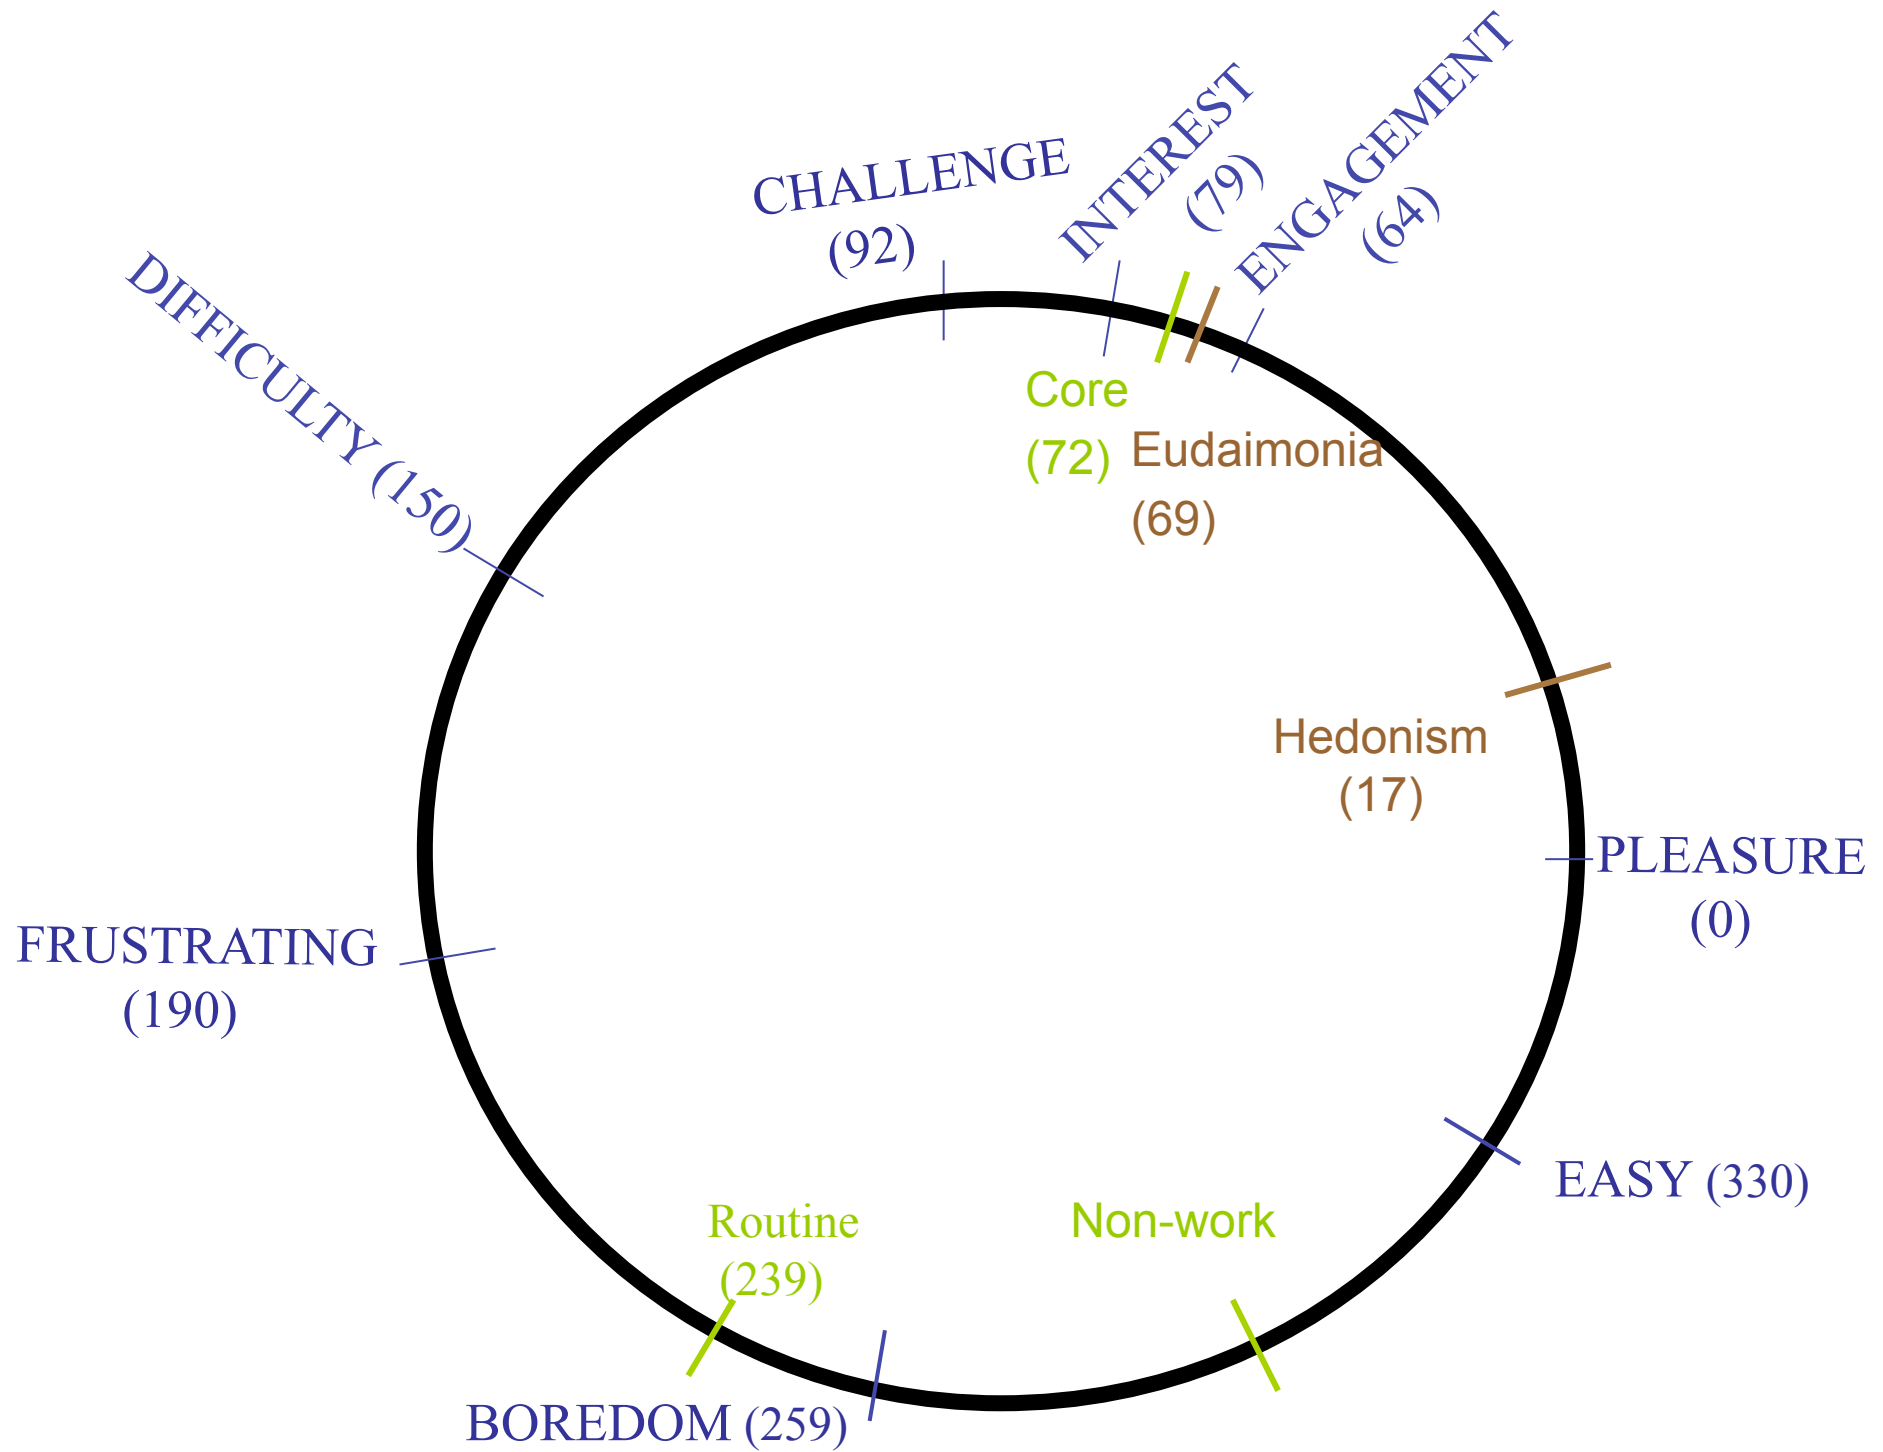 CHALLENGE
(92)
INTEREST
(79)
ENGAGEMENT
(64)
DIFFICULTY (150)
Core
(72)
Eudaimonia
(69)
Hedonism
(17)
PLEASURE
(0)
FRUSTRATING
(190)
EASY (330)
Routine
(239)
Non-work
BOREDOM (259)